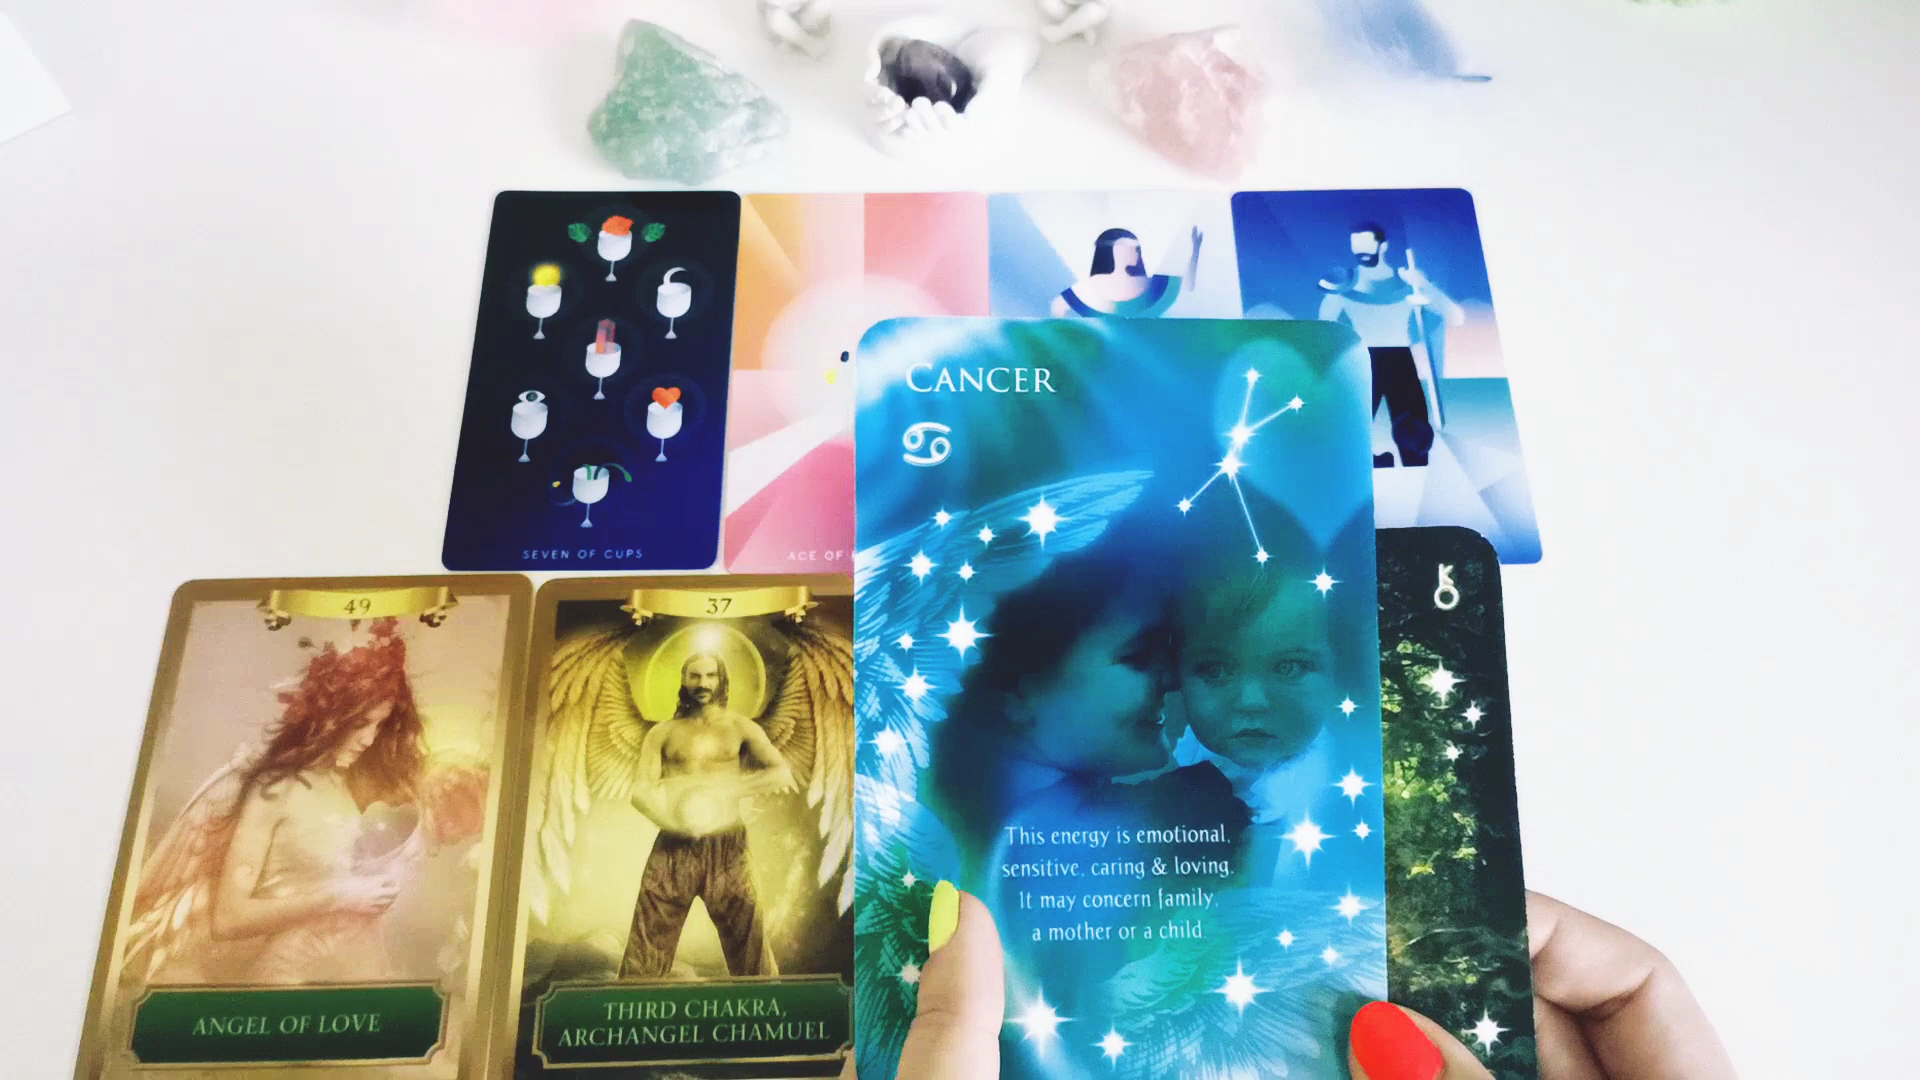 CANCER
SEVEN OF CUPS
ACE OF
49
37
This energy is emotional,
sensitive, caring & loving.
It may concern family,
a mother or a child
ANGEL OF LOVE
THIRD CHAKRA,
ARCHANGEL CHAMUEL